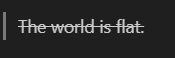 The world is flat.